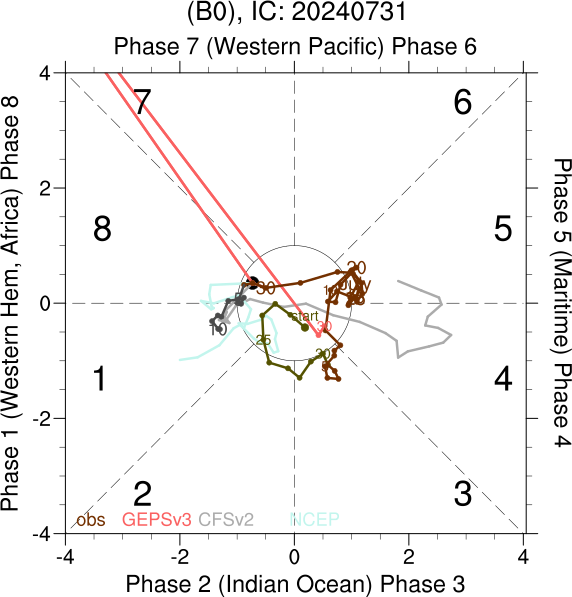 (B0), IC: 20240731
Phase 7 (Western Pacific) Phase 6
Phase 1 (Western Hem, Africa) Phase 8
Phase 5 (Maritime) Phase 4
4
2
0
-2
-4
7
6
8
5
1
4
2
3
start
25
30
20
30
5
10
obs
GEPSv3
CFSv2
NCEP
-4
-2
0
2
4
Phase 2 (Indian Ocean) Phase 3